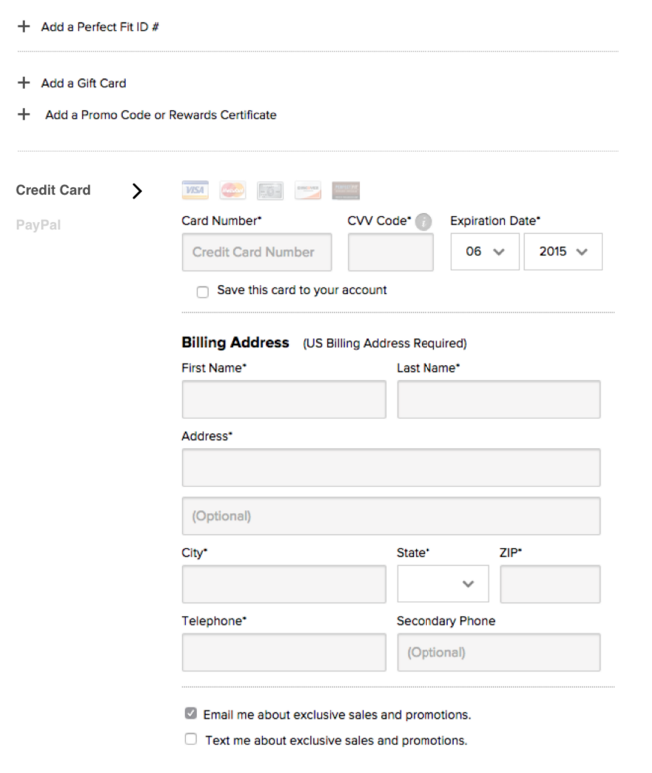 + Add a Perfect Fit ID #
+ Add a Gift Card
+ Add a Promo Code or Rewards Certificate
Credit Card
PayPal
VISA
Card Number* CVV Code* i Expiration Date*
Credit Card Number 06 2015
Save this card to your account
Billing Address (US Billing Address Required)
First Name* Last Name*
Address*
(Optional)
City* State* ZIP*
Telephone* Secondary Phone
(Optional)
Email me about exclusive sales and promotions.
Text me about exclusive sales and promotions.